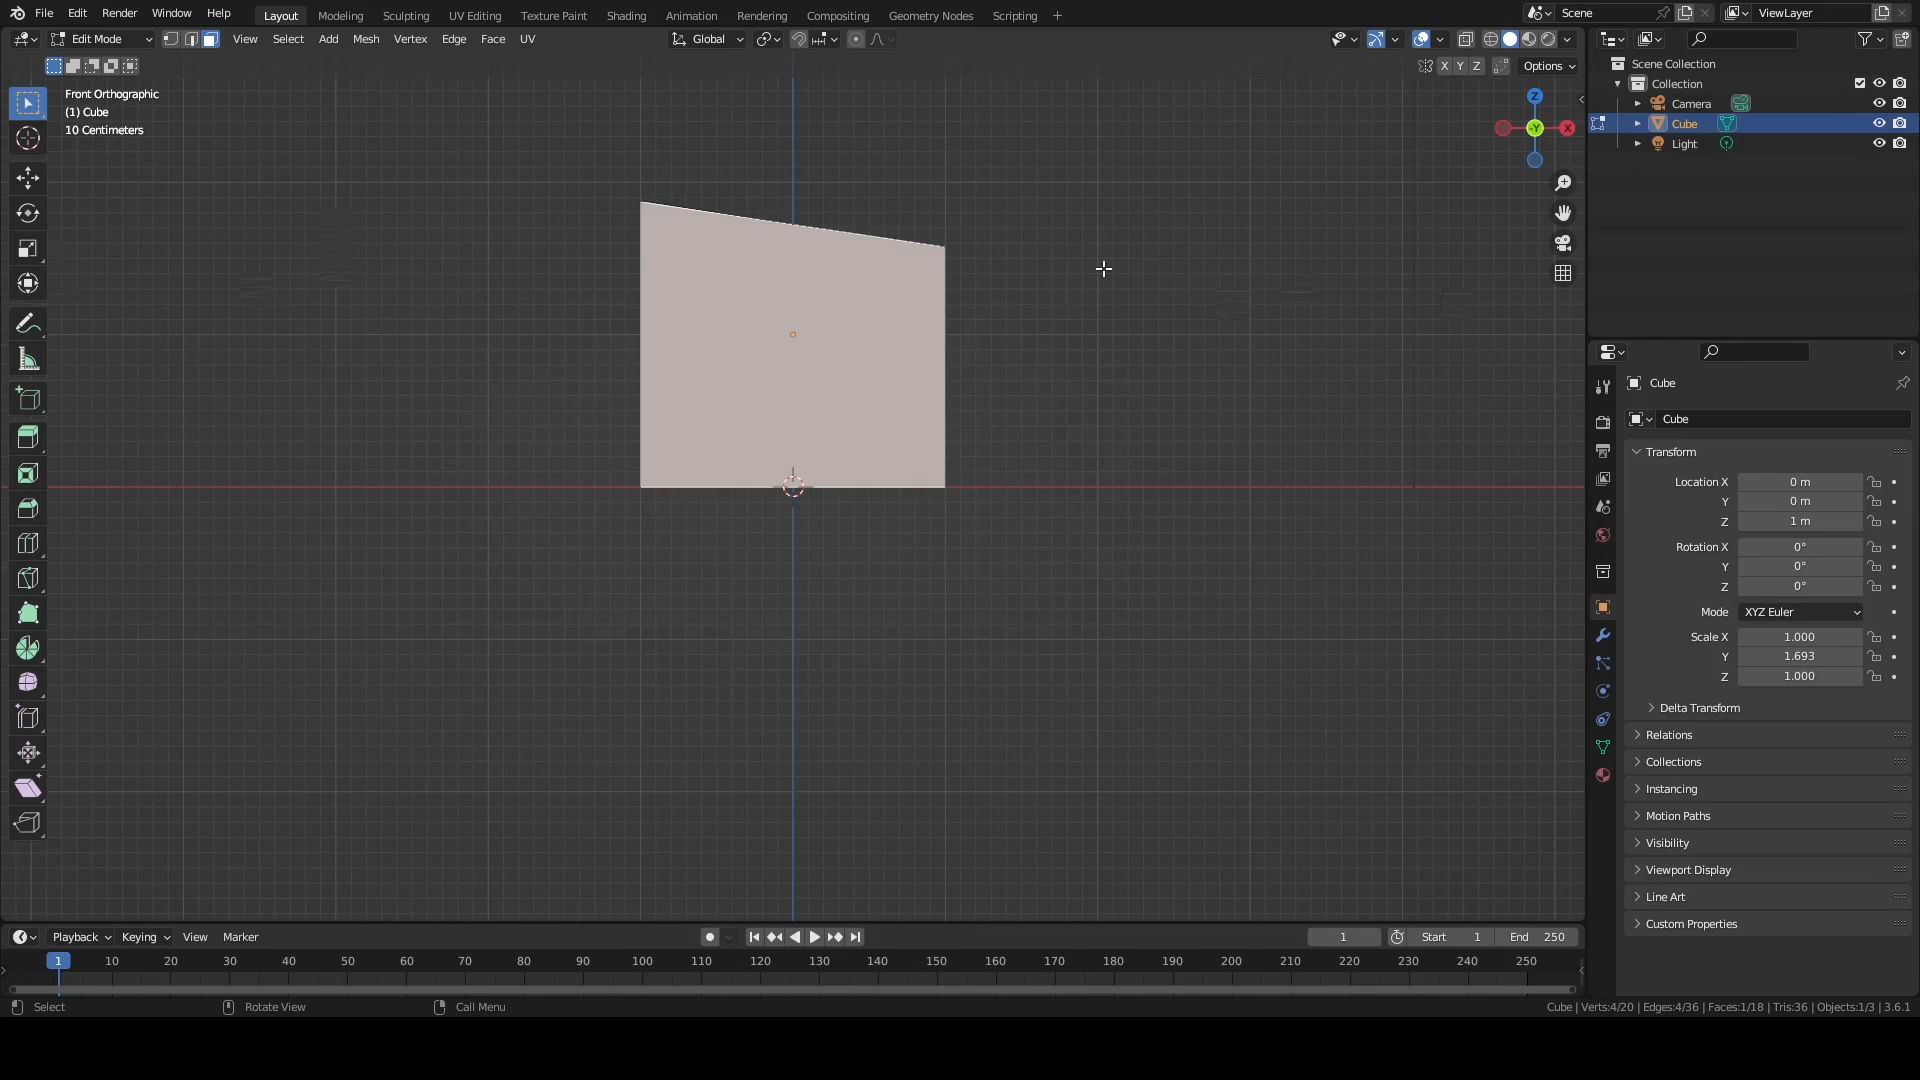 File Edit Render Window Help Layout Modeling Sculpting UV Editing Texture Paint Shading Animation Rendering Compositing Geometry Nodes Scripting + Scene ViewLayer
Edit Mode View Select Add Mesh Vertex Edge Face UV Global
X Y Z Options
Front Orthographic
(1) Cube
10 Centimeters
Z
-Y X
Scene Collection
Collection
Camera
Cube
Light
Cube
Cube
Transform
Location X 0 m
Y 0 m
Z 1 m
Rotation X 0°
Y 0°
Z 0°
Mode XYZ Euler
Scale X 1.000
Y 1.693
Z 1.000
Delta Transform
Relations
Collections
Instancing
Motion Paths
Visibility
Viewport Display
Line Art
Custom Properties
Playback Keying View Marker 1 Start 1 End 250
1 10 20 30 40 50 60 70 80 90 100 110 120 130 140 150 160 170 180 190 200 210 220 230 240 250
Select Rotate View Call Menu Cube | Verts:4/20 | Edges:4/36 | Faces:1/18 | Tris:36 | Objects:1/3 | 3.6.1